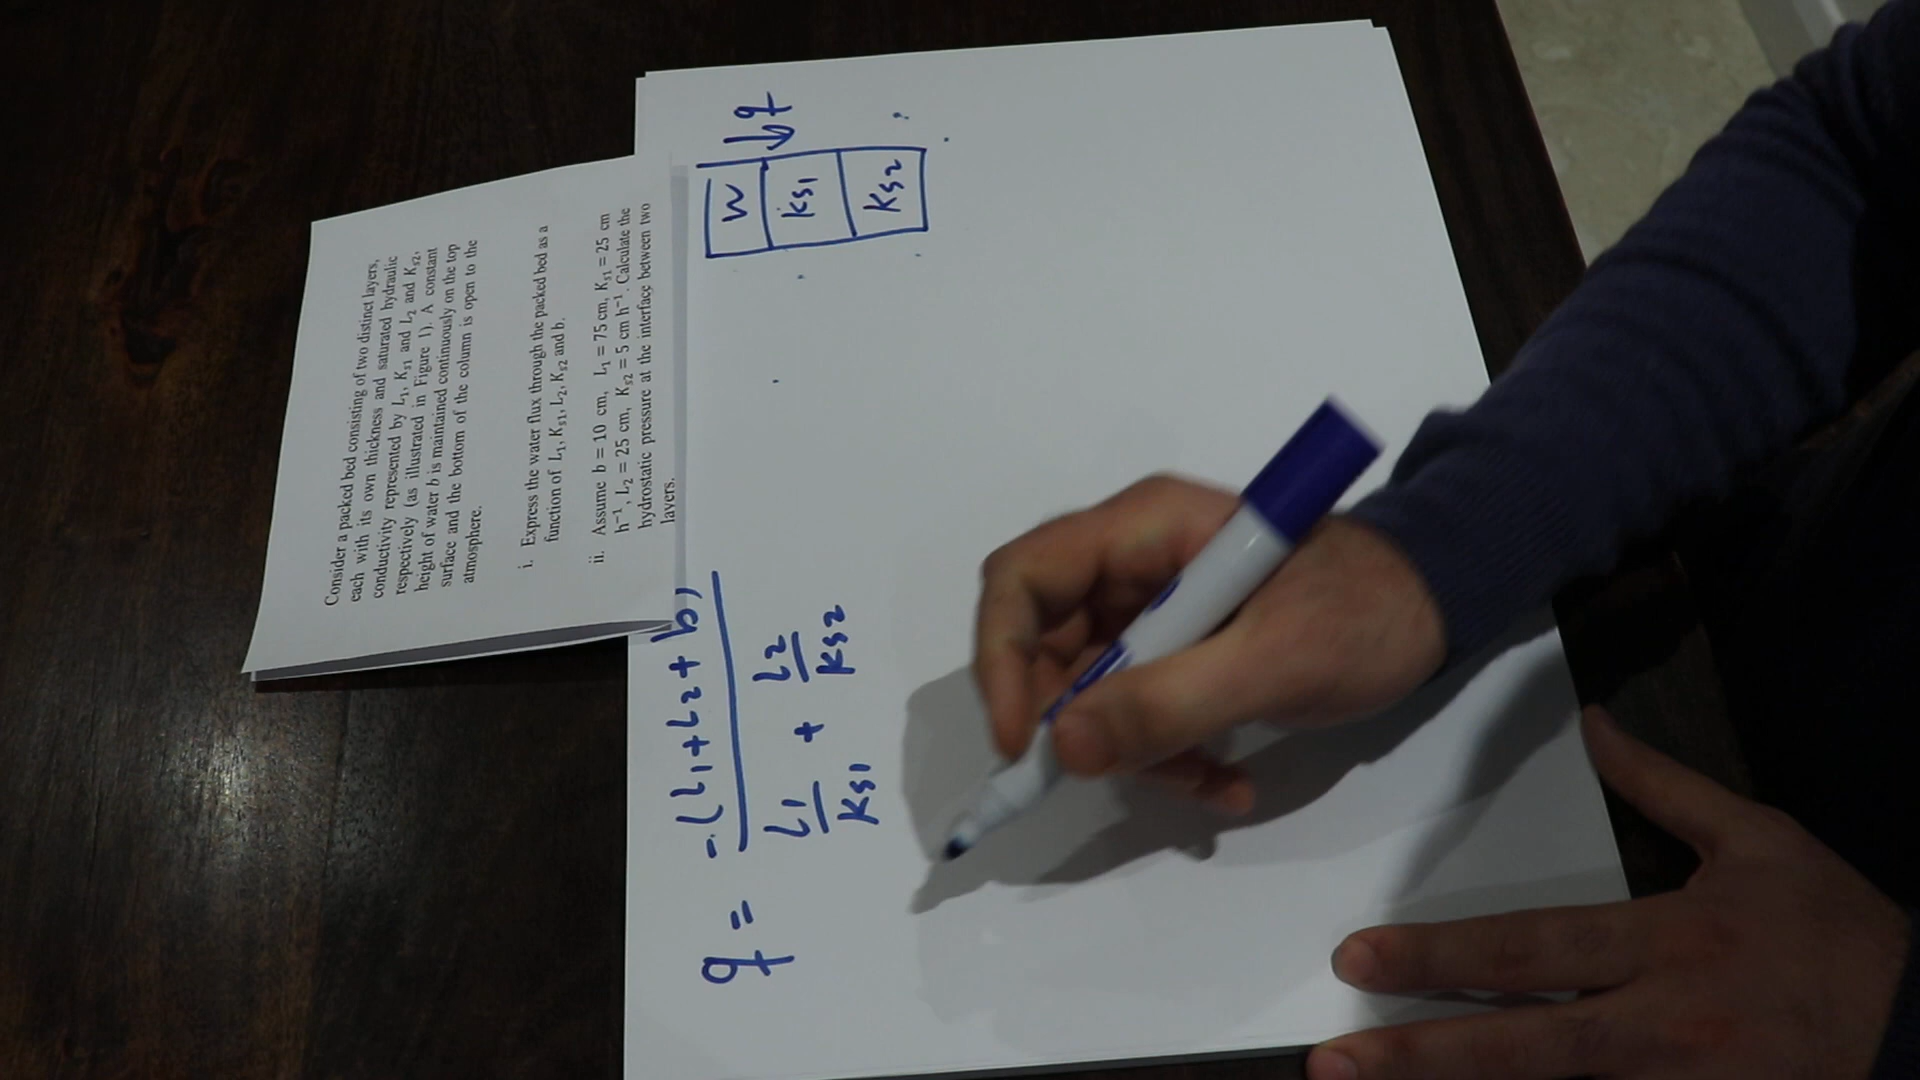 Consider a packed bed consisting of two distinct layers,
each with its own thickness and saturated hydraulic
conductivity represented by L₁, Kₛ₁ and L₂ and Kₛ₂,
respectively (as illustrated in Figure 1). A constant
height of water b is maintained continuously on the top
surface and the bottom of the column is open to the
atmosphere.
i. Express the water flux through the packed bed as a
function of L₁, Kₛ₁, L₂, Kₛ₂ and b.
ii. Assume b = 10 cm, L₁ = 75 cm, Kₛ₁ = 25 cm
h⁻¹, L₂ = 25 cm, Kₛ₂ = 5 cm h⁻¹. Calculate the
hydrostatic pressure at the interface between two
layers.
q = -(L1+L2+b) / (L1/Ks1 + L2/Ks2)
↓q
W
Ks1
Ks2